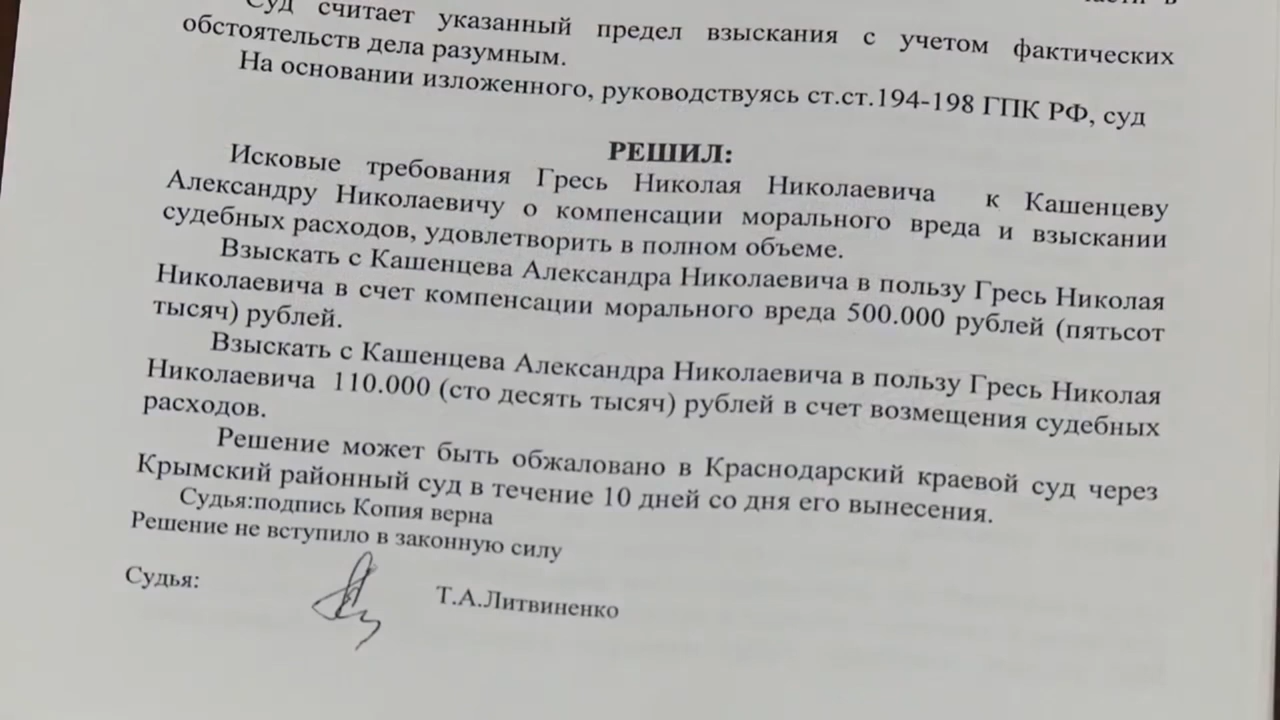 Суд считает указанный предел взыскания с учетом фактических
обстоятельств дела разумным.
На основании изложенного, руководствуясь ст.ст.194-198 ГПК РФ, суд
РЕШИЛ:
Исковые требования Гресь Николая Николаевича к Кашенцеву
Александру Николаевичу о компенсации морального вреда и взыскании
судебных расходов, удовлетворить в полном объеме.
Взыскать с Кашенцева Александра Николаевича в пользу Гресь Николая
Николаевича в счет компенсации морального вреда 500.000 рублей (пятьсот
тысяч) рублей.
Взыскать с Кашенцева Александра Николаевича в пользу Гресь Николая
Николаевича 110.000 (сто десять тысяч) рублей в счет возмещения судебных
расходов.
Решение может быть обжаловано в Краснодарский краевой суд через
Крымский районный суд в течение 10 дней со дня его вынесения.
Судья:подпись Копия верна
Решение не вступило в законную силу
Судья: Т.А.Литвиненко